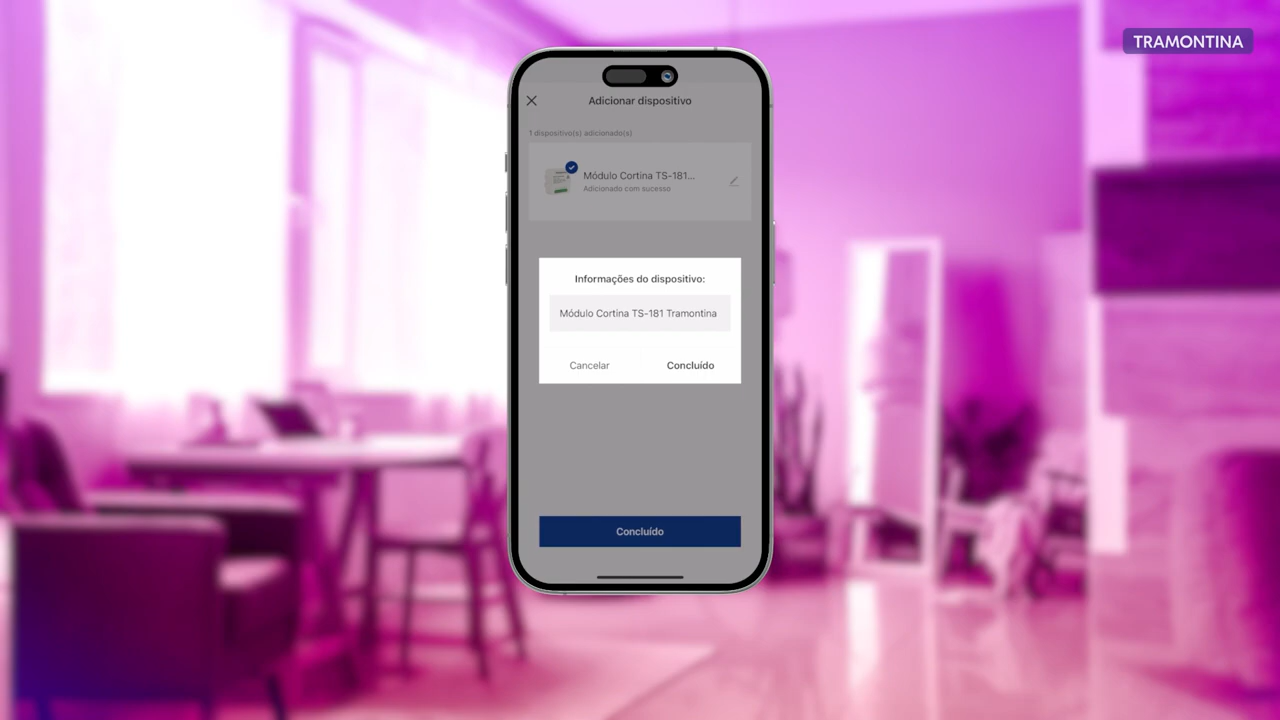 TRAMONTINA
Adicionar dispositivo
1 dispositivo(s) adicionado(s)
Módulo Cortina TS-181...
Adicionado com sucesso
Informações do dispositivo:
Módulo Cortina TS-181 Tramontina
Cancelar
Concluído
Concluído